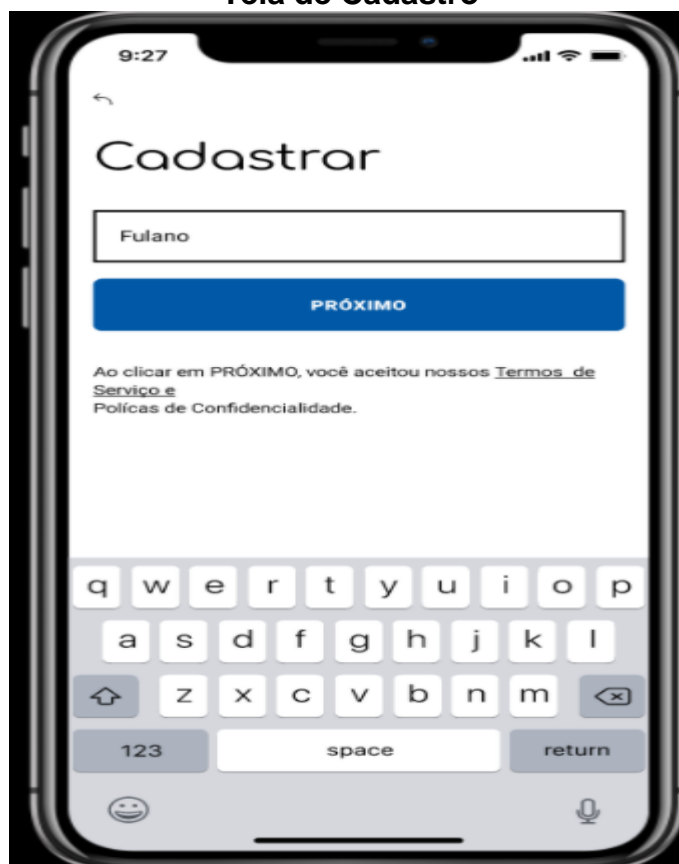 Tela de Cadastro
9:27
Cadastrar
Fulano
PRÓXIMO
Ao clicar em PRÓXIMO, você aceitou nossos Termos de
Serviço e
Polícas de Confidencialidade.
q w e r t y u i o p
a s d f g h j k l
z x c v b n m
123 space return